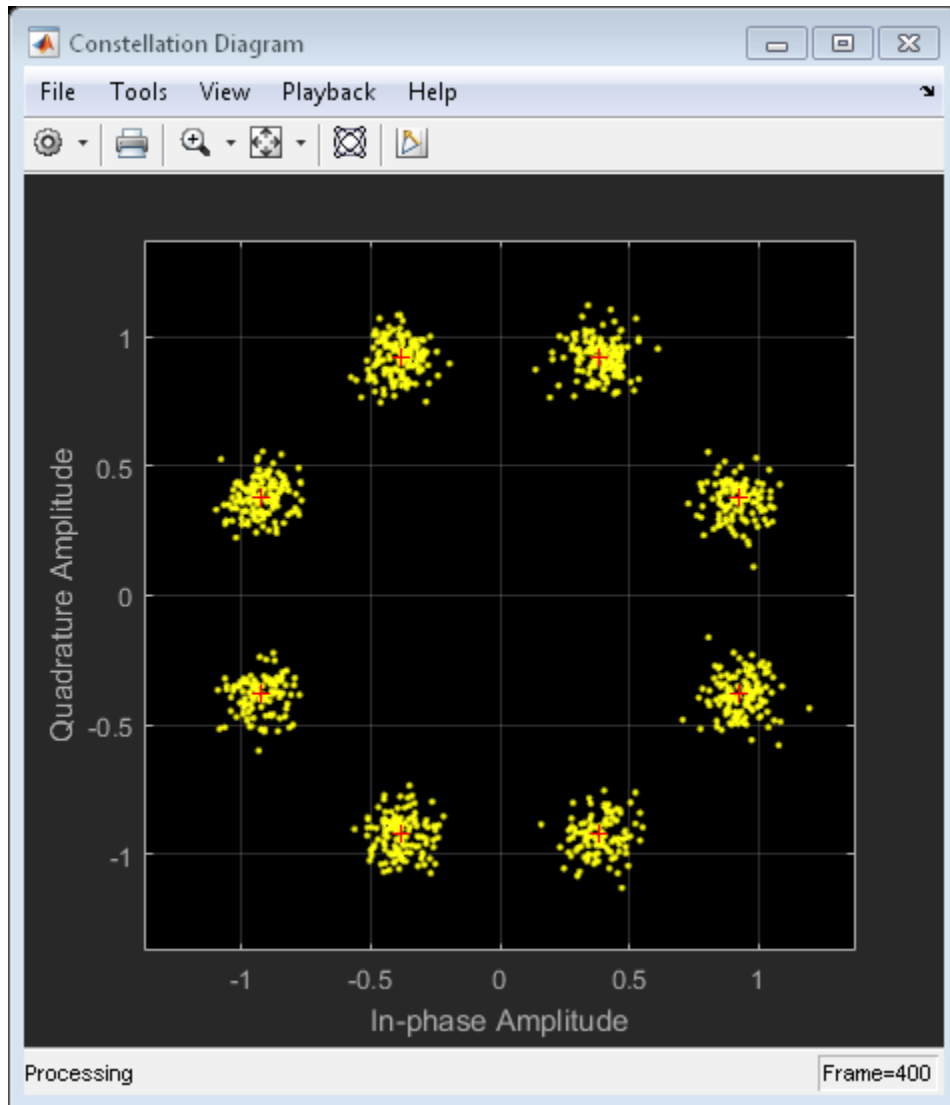 Constellation Diagram
File Tools View Playback Help
1
0.5
0
-0.5
-1
Quadrature Amplitude
-1 -0.5 0 0.5 1
In-phase Amplitude
Processing Frame=400